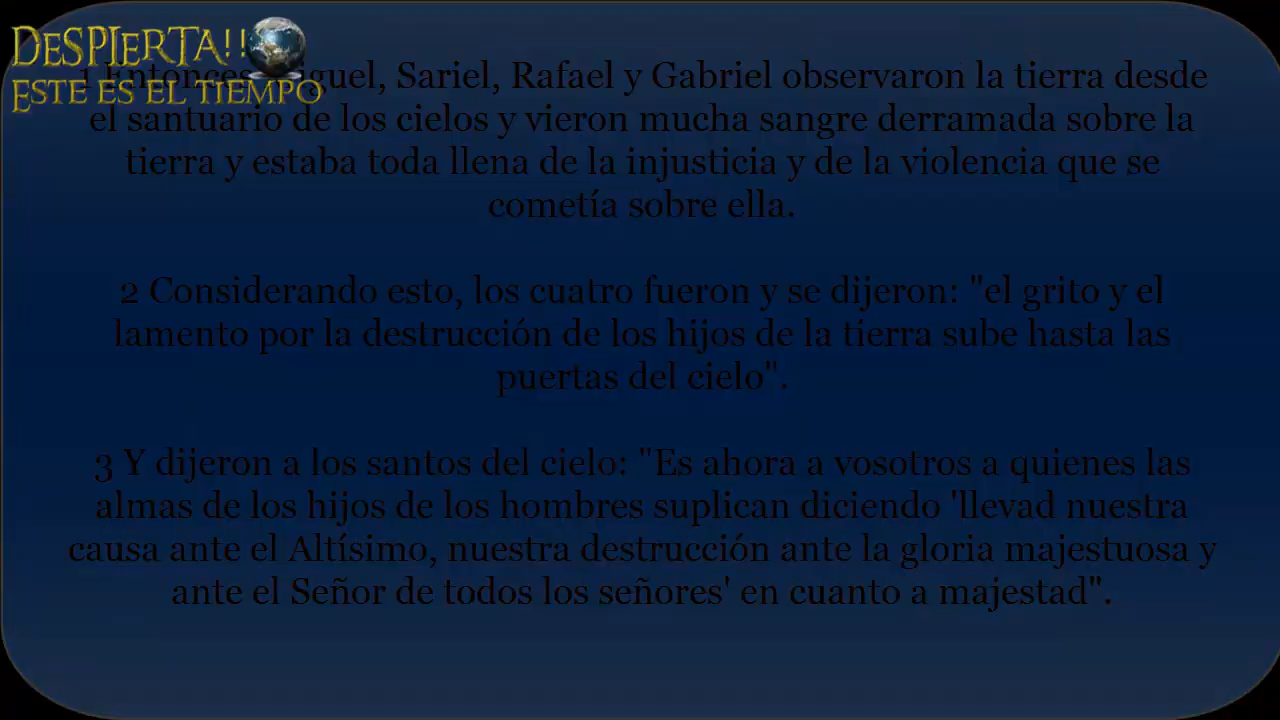 DESPIERTA!!
ESTE ES EL TIEMPO
1 Entonces Miguel, Sariel, Rafael y Gabriel observaron la tierra desde
el santuario de los cielos y vieron mucha sangre derramada sobre la
tierra y estaba toda llena de la injusticia y de la violencia que se
cometía sobre ella.
2 Considerando esto, los cuatro fueron y se dijeron: "el grito y el
lamento por la destrucción de los hijos de la tierra sube hasta las
puertas del cielo".
3 Y dijeron a los santos del cielo: "Es ahora a vosotros a quienes las
almas de los hijos de los hombres suplican diciendo 'llevad nuestra
causa ante el Altísimo, nuestra destrucción ante la gloria majestuosa y
ante el Señor de todos los señores' en cuanto a majestad".